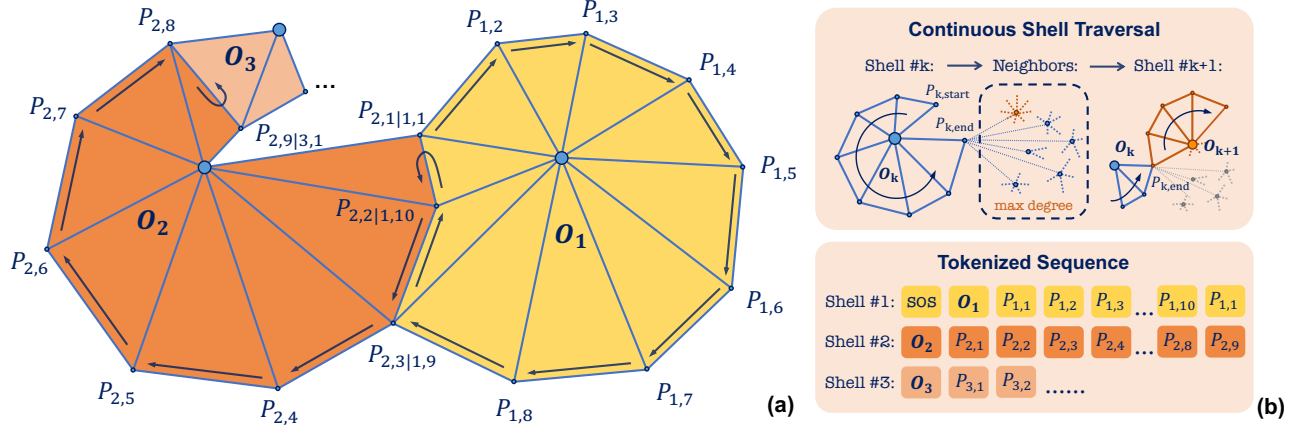 P2,8
O3
...
P2,7
P2,9|3,1
P2,1|1,1
P1,2
P1,3
P1,4
P1,5
P2,2|1,10
O2
O1
P2,6
P1,6
P2,3|1,9
P2,5
P2,4
P1,8
P1,7
(a)
Continuous Shell Traversal
Shell #k: Neighbors: Shell #k+1:
Pk,start
Pk,end
Ok
max degree
Ok
Ok+1
Pk,end
Tokenized Sequence
Shell #1: SOS O1 P1,1 P1,2 P1,3 ... P1,10 P1,1
Shell #2: O2 P2,1 P2,2 P2,3 P2,4 ... P2,8 P2,9
Shell #3: O3 P3,1 P3,2 ......
(b)